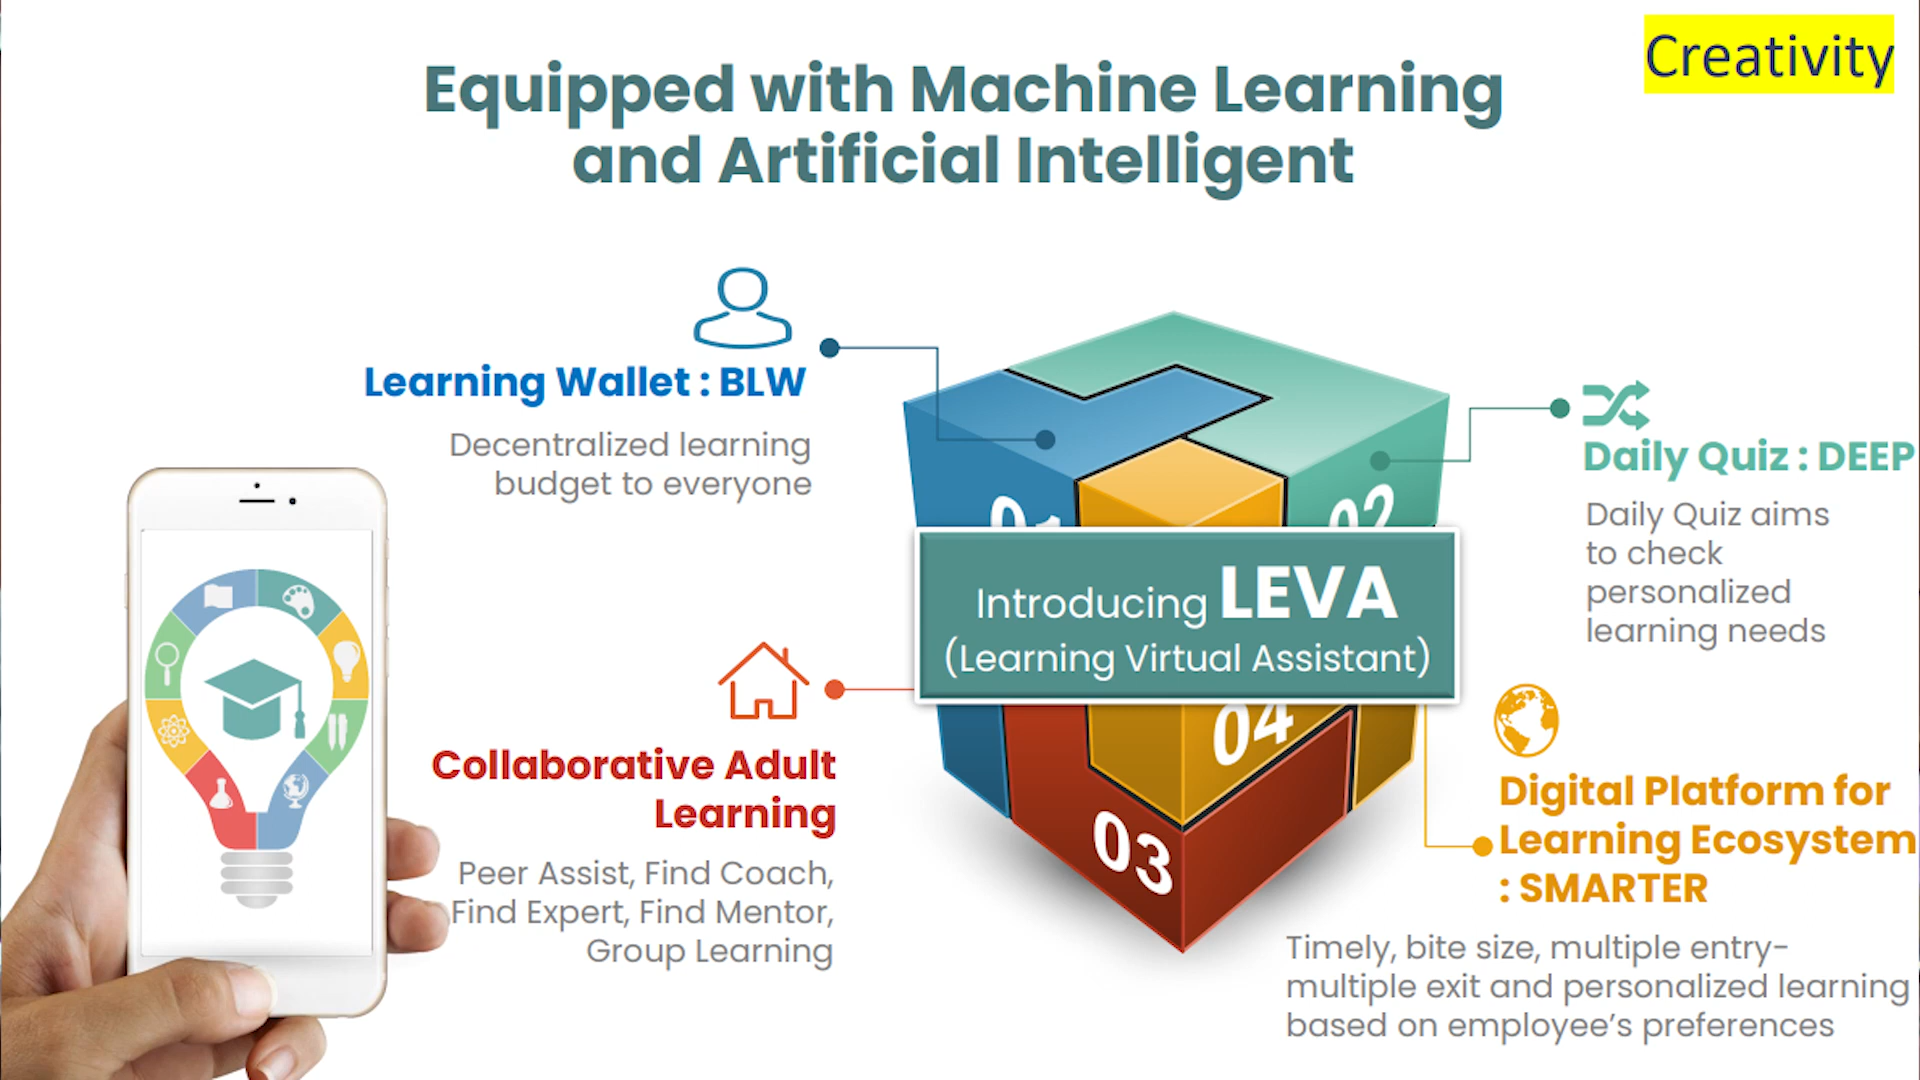 Creativity
Equipped with Machine Learning
and Artificial Intelligent
Learning Wallet : BLW
Decentralized learning
budget to everyone
Daily Quiz : DEEP
Daily Quiz aims
to check
personalized
learning needs
01
02
Introducing LEVA
(Learning Virtual Assistant)
04
03
Collaborative Adult
Learning
Peer Assist, Find Coach,
Find Expert, Find Mentor,
Group Learning
Digital Platform for
Learning Ecosystem
: SMARTER
Timely, bite size, multiple entry-
multiple exit and personalized learning
based on employee’s preferences